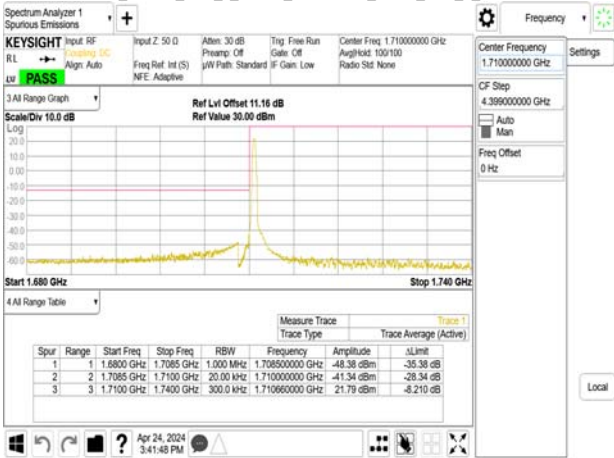 Spectrum Analyzer 1
Spurious Emissions
Frequency
KEYSIGHT Input: RF Input Z: 50 Ω Atten: 30 dB Trig: Free Run Center Freq: 1.710000000 GHz
RL Coupling: DC Preamp: Off Gate: Off Avg|Hold: 100/100
Align: Auto Freq Ref: Int (S) µW Path: Standard IF Gain: Low Radio Std: None
LXI PASS NFE: Adaptive
Center Frequency
1.710000000 GHz
Settings
CF Step
4.399000000 GHz
Auto
Man
Freq Offset
0 Hz
Local
3 All Range Graph
Ref Lvl Offset 11.16 dB
Scale/Div 10.0 dB Ref Value 30.00 dBm
Log
20.0
10.0
0.00
-10.0
-20.0
-30.0
-40.0
-50.0
-60.0
Start 1.680 GHz Stop 1.740 GHz
4 All Range Table
Measure Trace Trace 1
Trace Type Trace Average (Active)
Spur Range Start Freq Stop Freq RBW Frequency Amplitude ΔLimit
1 1 1.6800 GHz 1.7085 GHz 1.000 MHz 1.708500000 GHz -48.38 dBm -35.38 dB
2 2 1.7085 GHz 1.7100 GHz 20.00 kHz 1.710000000 GHz -41.34 dBm -28.34 dB
3 3 1.7100 GHz 1.7400 GHz 300.0 kHz 1.710660000 GHz 21.79 dBm -8.210 dB
?
Apr 24, 2024
3:41:48 PM